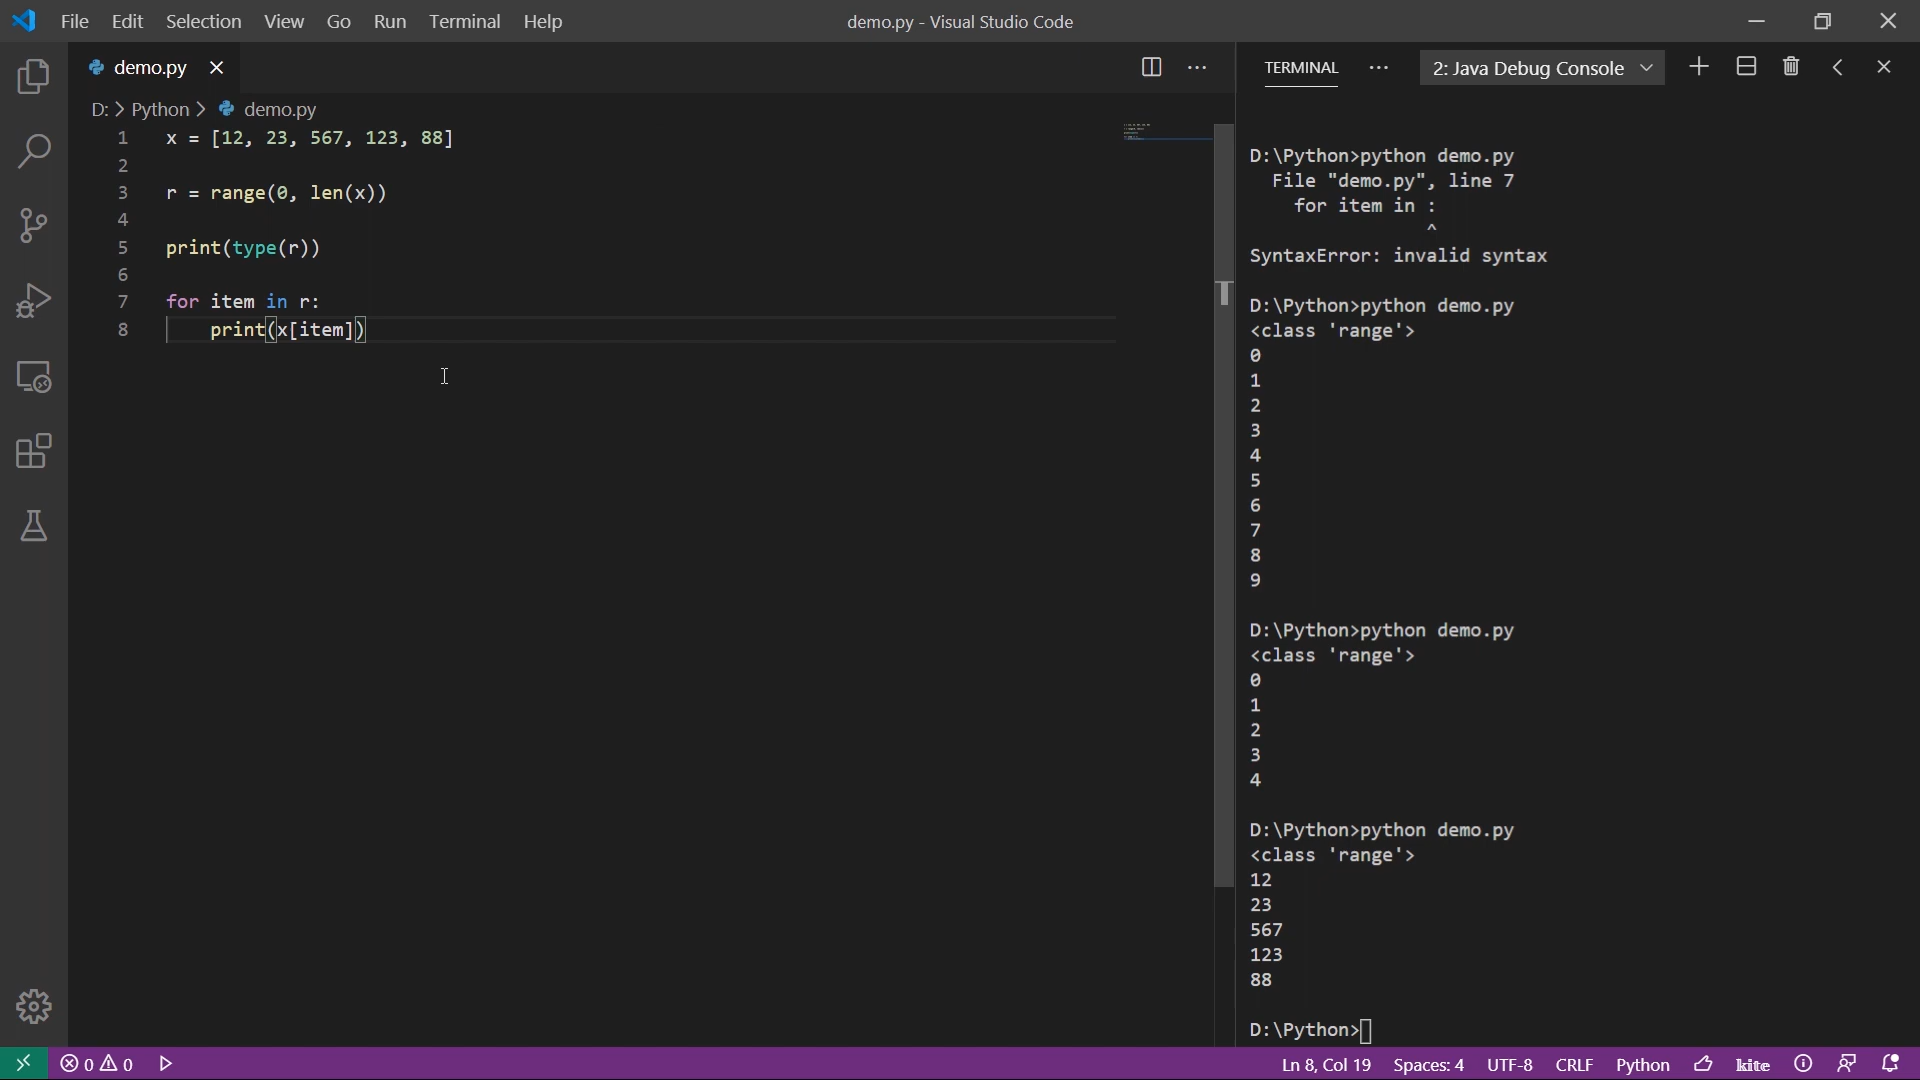 File Edit Selection View Go Run Terminal Help
demo.py - Visual Studio Code
demo.py
D: > Python > demo.py
1 x = [12, 23, 567, 123, 88]
2
3 r = range(0, len(x))
4
5 print(type(r))
6
7 for item in r:
8 print(x[item])
TERMINAL
2: Java Debug Console
D:\Python>python demo.py
File "demo.py", line 7
for item in :
^
SyntaxError: invalid syntax
D:\Python>python demo.py
<class 'range'>
0
1
2
3
4
5
6
7
8
9
D:\Python>python demo.py
<class 'range'>
0
1
2
3
4
D:\Python>python demo.py
<class 'range'>
12
23
567
123
88
D:\Python>
0 0
Ln 8, Col 19 Spaces: 4 UTF-8 CRLF Python kite